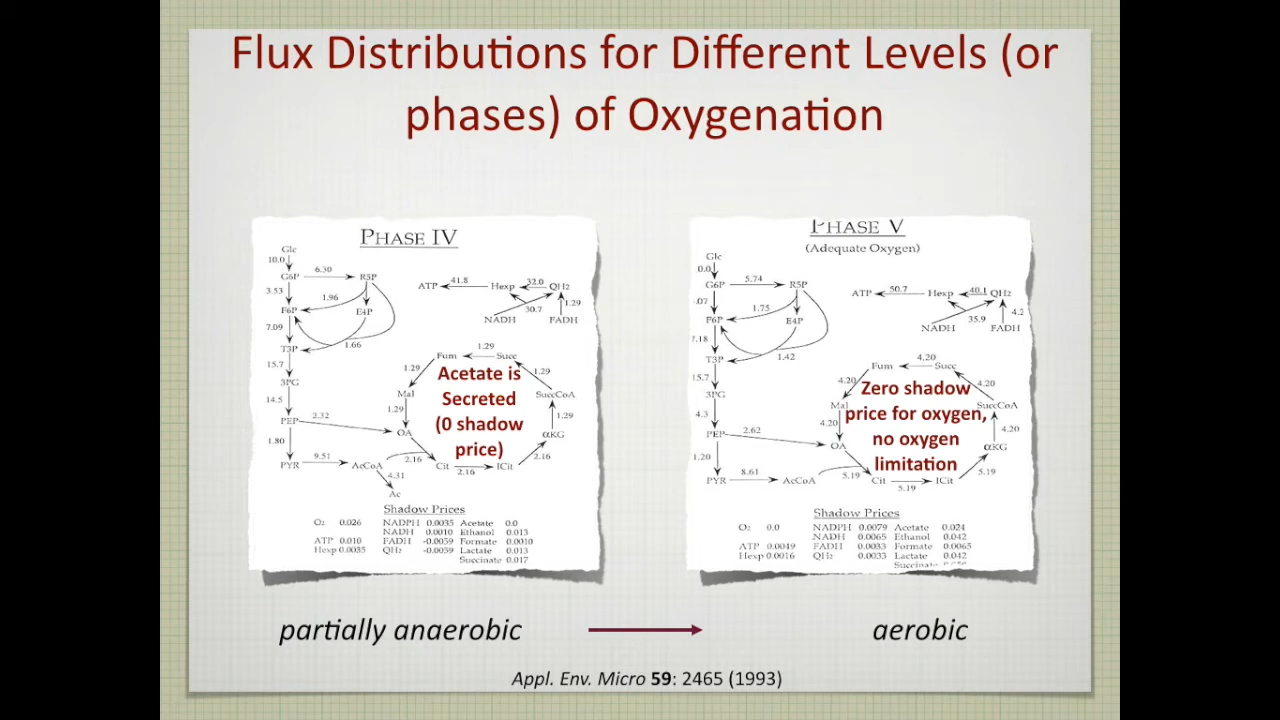 Flux Distributions for Different Levels (or
phases) of Oxygenation
PHASE IV
Glc
10.0
G6P
6.30
R5P
3.53
1.96
F6P
E4P
7.09
1.66
T3P
15.7
3PG
14.5
PEP
2.32
1.80
PYR
9.51
AcCoA
4.31
Ac
ATP
41.8
Hexp
32.0
QH2
30.7
1.29
NADH
FADH
Fum
1.29
Succ
1.29
1.29
Mal
SuccCoA
1.29
1.29
OA
αKG
2.16
2.16
Cit
2.16
ICit
Acetate is
Secreted
(0 shadow
price)
Shadow Prices
O2 0.026 NADPH 0.0035 Acetate 0.0
NADH 0.0010 Ethanol 0.013
ATP 0.010 FADH -0.0059 Formate 0.0010
Hexp 0.0035 QH2 -0.0059 Lactate 0.013
Succinate 0.017
PHASE V
(Adequate Oxygen)
Glc
0.0
G6P
5.74
R5P
.07
1.75
F6P
E4P
7.18
1.42
T3P
15.7
3PG
4.3
PEP
2.62
1.20
PYR
8.61
AcCoA
ATP
50.7
Hexp
40.1
QH2
35.9
4.2
NADH
FADH
Fum
4.20
Succ
4.20
4.20
Mal
SuccCoA
4.20
4.20
OA
αKG
5.19
5.19
Cit
5.19
ICit
Zero shadow
price for oxygen,
no oxygen
limitation
Shadow Prices
O2 0.0 NADPH 0.0079 Acetate 0.024
NADH 0.0065 Ethanol 0.042
ATP 0.0049 FADH 0.0033 Formate 0.0065
Hexp 0.0016 QH2 0.0033 Lactate 0.042
Succinate
partially anaerobic
aerobic
Appl. Env. Micro 59: 2465 (1993)